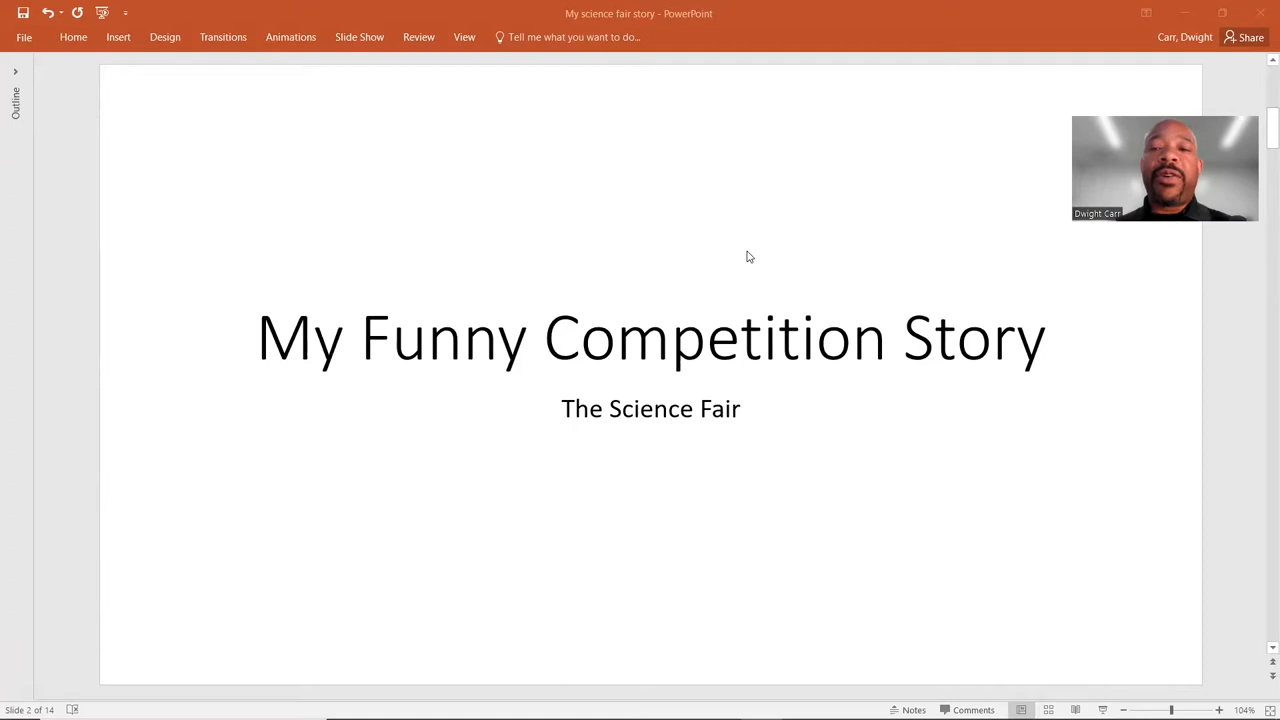 My science fair story - PowerPoint
File Home Insert Design Transitions Animations Slide Show Review View Tell me what you want to do... Carr, Dwight Share
Outline
Dwight Carr
My Funny Competition Story
The Science Fair
Slide 2 of 14 Notes Comments 104%